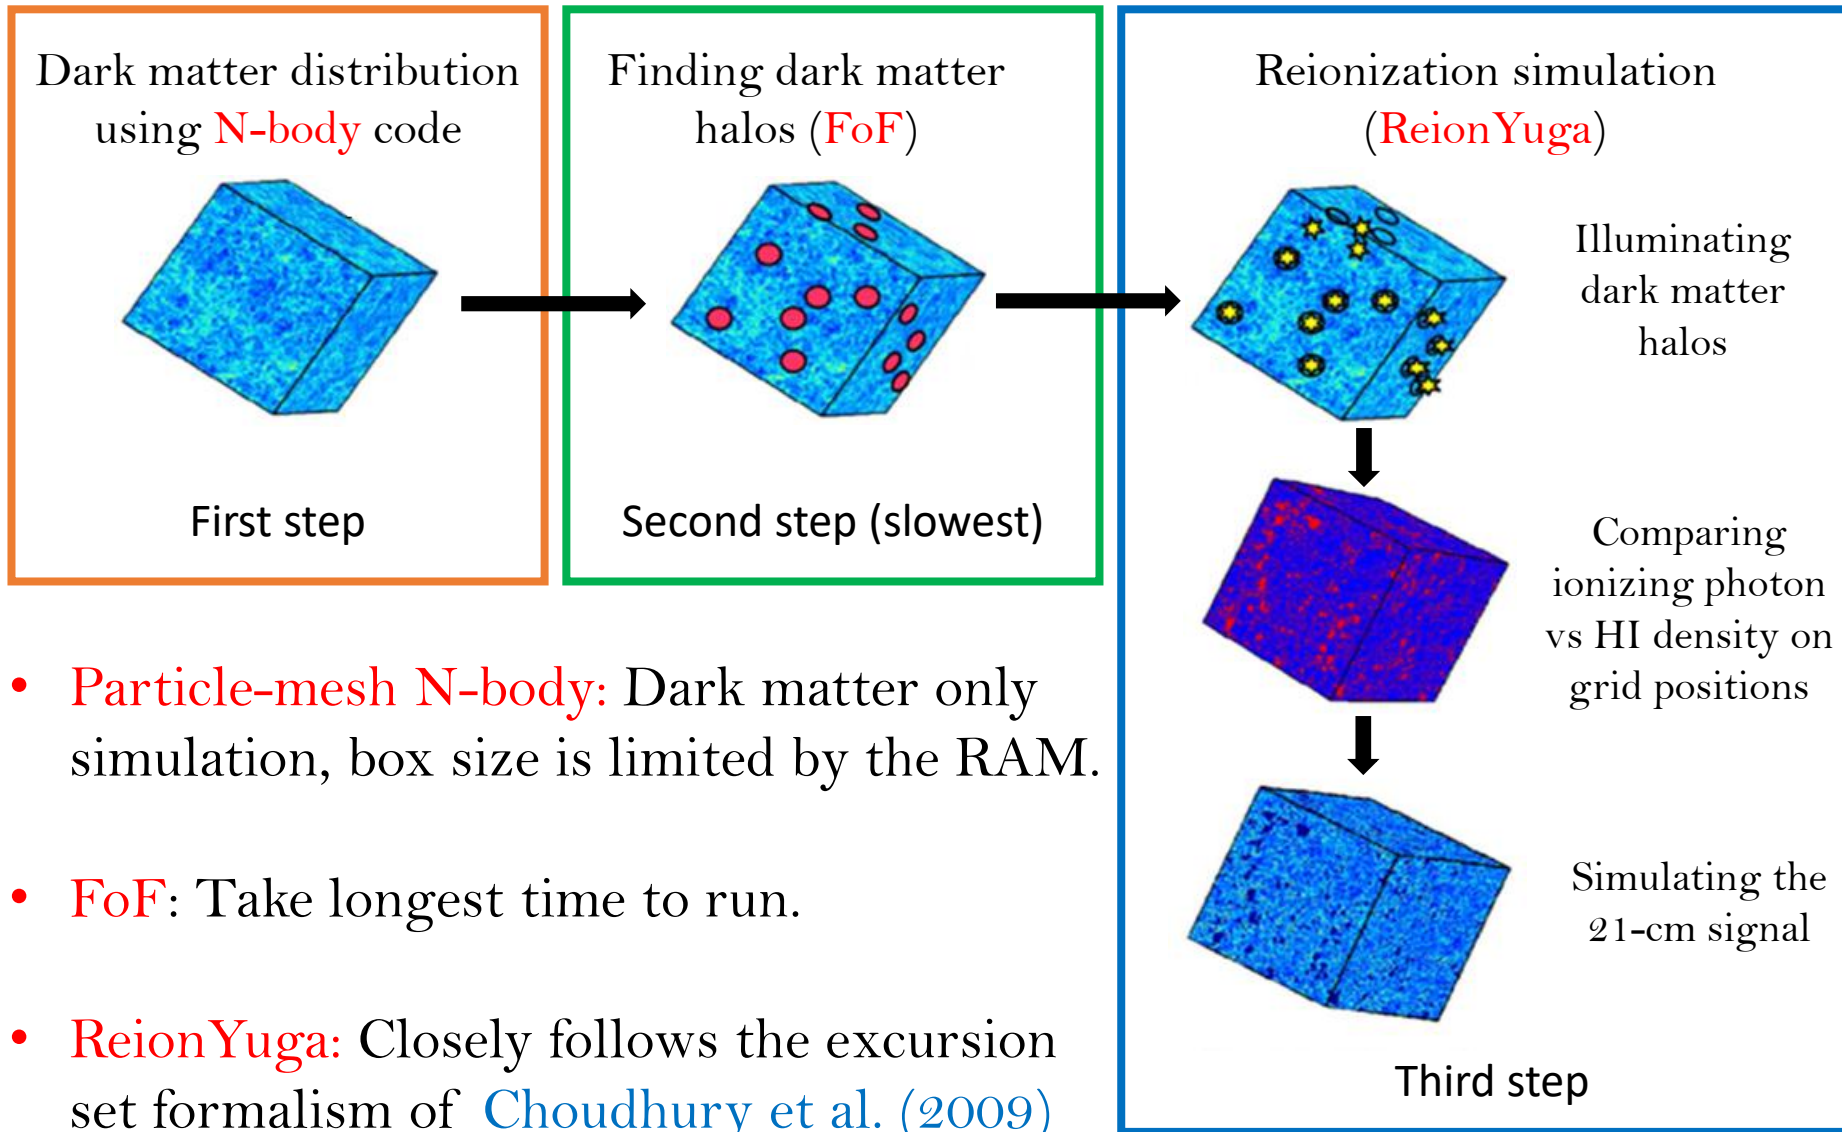 Dark matter distribution
using N-body code
First step
Finding dark matter
halos (FoF)
Second step (slowest)
Reionization simulation
(ReionYuga)
Illuminating
dark matter
halos
Comparing
ionizing photon
vs HI density on
grid positions
Simulating the
21-cm signal
Third step
• Particle-mesh N-body: Dark matter only
simulation, box size is limited by the RAM.
• FoF: Take longest time to run.
• ReionYuga: Closely follows the excursion
set formalism of Choudhury et al. (2009)